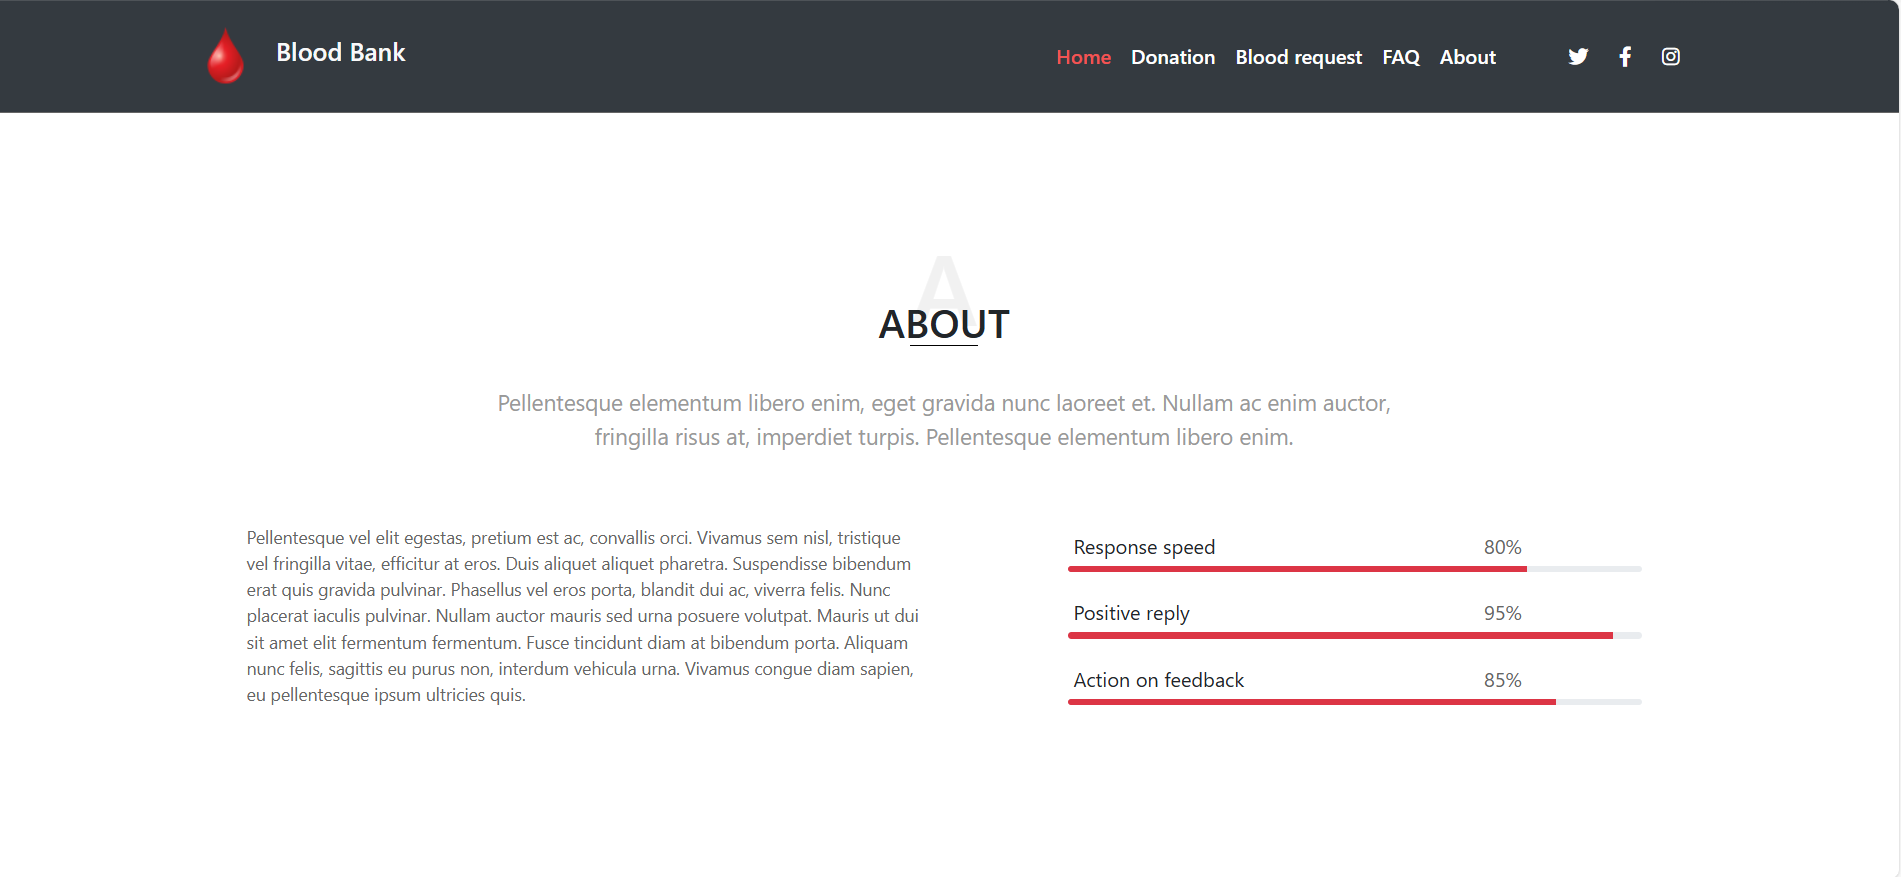 Blood Bank
Home Donation Blood request FAQ About
A
ABOUT
Pellentesque elementum libero enim, eget gravida nunc laoreet et. Nullam ac enim auctor,
fringilla risus at, imperdiet turpis. Pellentesque elementum libero enim.
Pellentesque vel elit egestas, pretium est ac, convallis orci. Vivamus sem nisl, tristique
vel fringilla vitae, efficitur at eros. Duis aliquet aliquet pharetra. Suspendisse bibendum
erat quis gravida pulvinar. Phasellus vel eros porta, blandit dui ac, viverra felis. Nunc
placerat iaculis pulvinar. Nullam auctor mauris sed urna posuere volutpat. Mauris ut dui
sit amet elit fermentum fermentum. Fusce tincidunt diam at bibendum porta. Aliquam
nunc felis, sagittis eu purus non, interdum vehicula urna. Vivamus congue diam sapien,
eu pellentesque ipsum ultricies quis.
Response speed 80%
Positive reply 95%
Action on feedback 85%